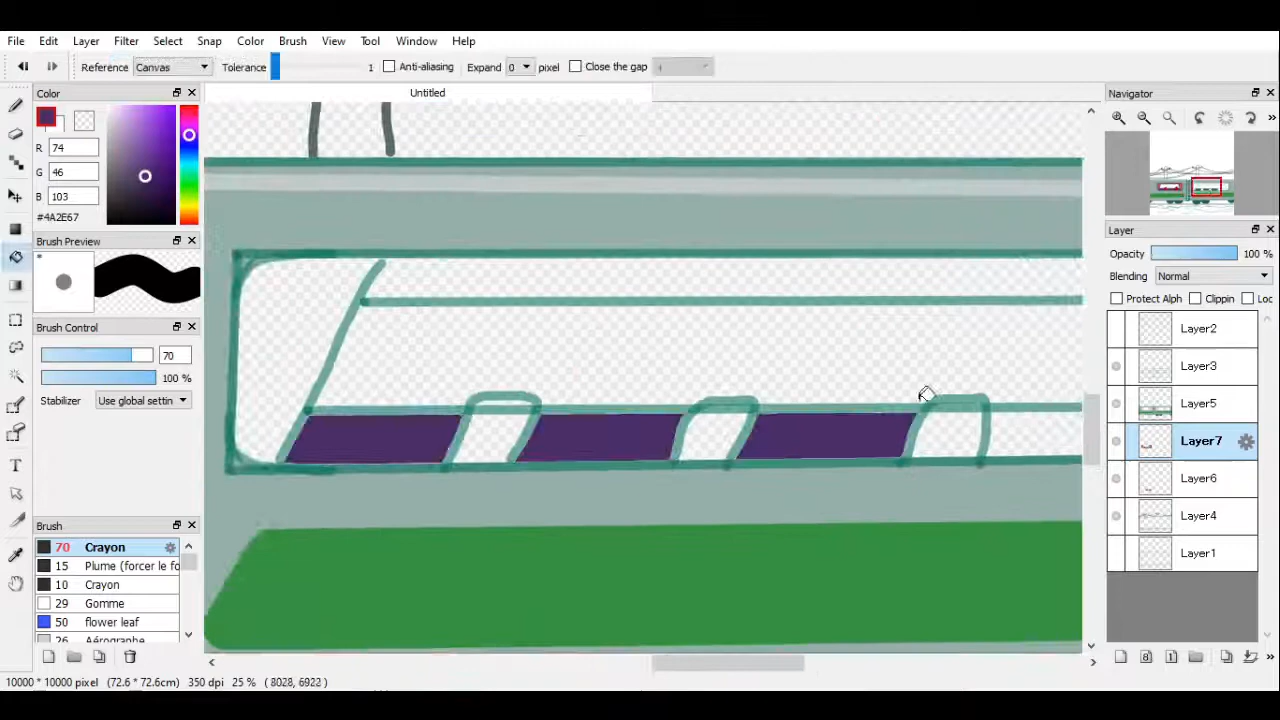 File Edit Layer Filter Select Snap Color Brush View Tool Window Help
Reference Canvas Tolerance 1 Anti-aliasing Expand 0 pixel Close the gap 4
Color
R 74
G 46
B 103
#4A2E67
Brush Preview
*
Brush Control
70
100 %
Stabilizer Use global settin
Brush
70 Crayon
15 Plume (forcer le fo
10 Crayon
29 Gomme
50 flower leaf
26 Aérographe
Untitled
Navigator
Layer
Opacity 100 %
Blending Normal
Protect Alph Clippin Loc
Layer2
Layer3
Layer5
Layer7
Layer6
Layer4
Layer1
10000 * 10000 pixel (72.6 * 72.6cm) 350 dpi 25 % ( 8028, 6922 )